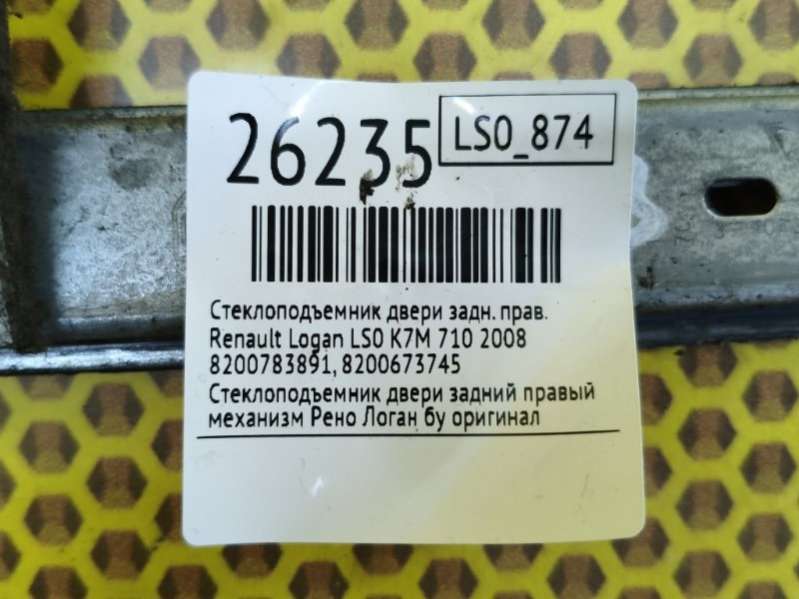 26235
LS0_874
Стеклоподъемник двери задн. прав.
Renault Logan LS0 K7M 710 2008
8200783891, 8200673745
Стеклоподъемник двери задний правый
механизм Рено Логан бу оригинал